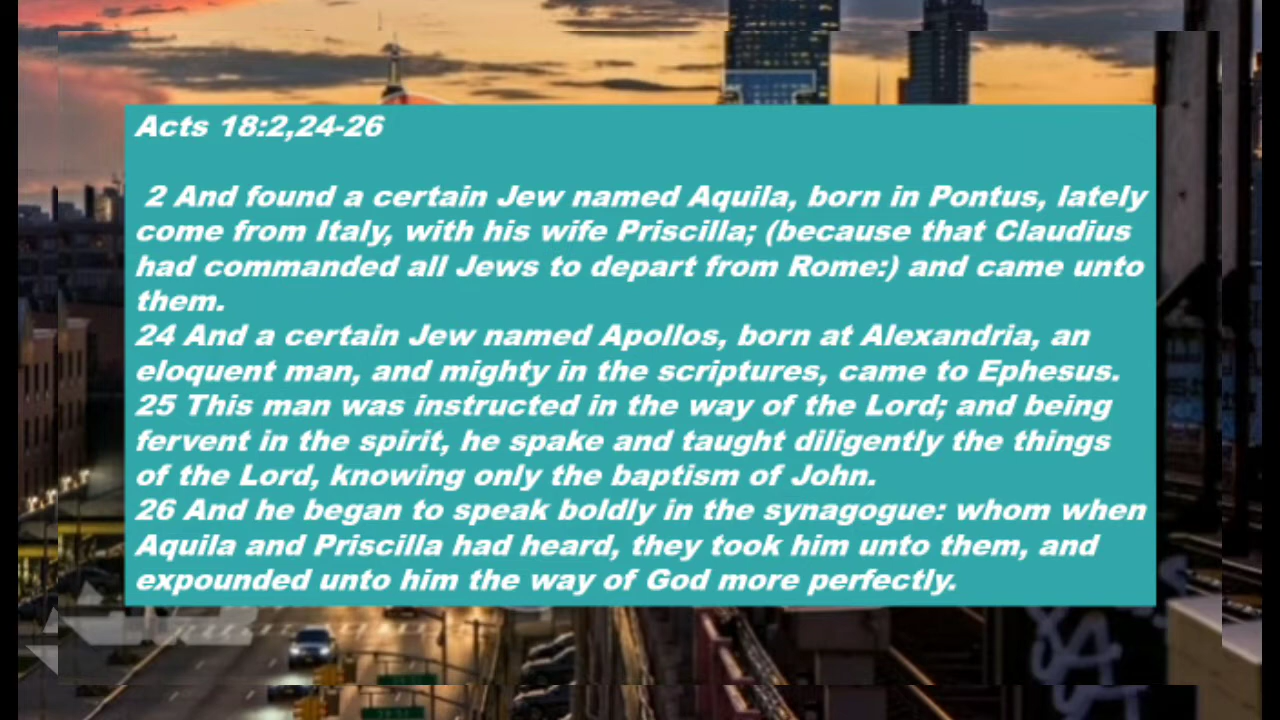 Acts 18:2,24-26
2 And found a certain Jew named Aquila, born in Pontus, lately
come from Italy, with his wife Priscilla; (because that Claudius
had commanded all Jews to depart from Rome:) and came unto
them.
24 And a certain Jew named Apollos, born at Alexandria, an
eloquent man, and mighty in the scriptures, came to Ephesus.
25 This man was instructed in the way of the Lord; and being
fervent in the spirit, he spake and taught diligently the things
of the Lord, knowing only the baptism of John.
26 And he began to speak boldly in the synagogue: whom when
Aquila and Priscilla had heard, they took him unto them, and
expounded unto him the way of God more perfectly.